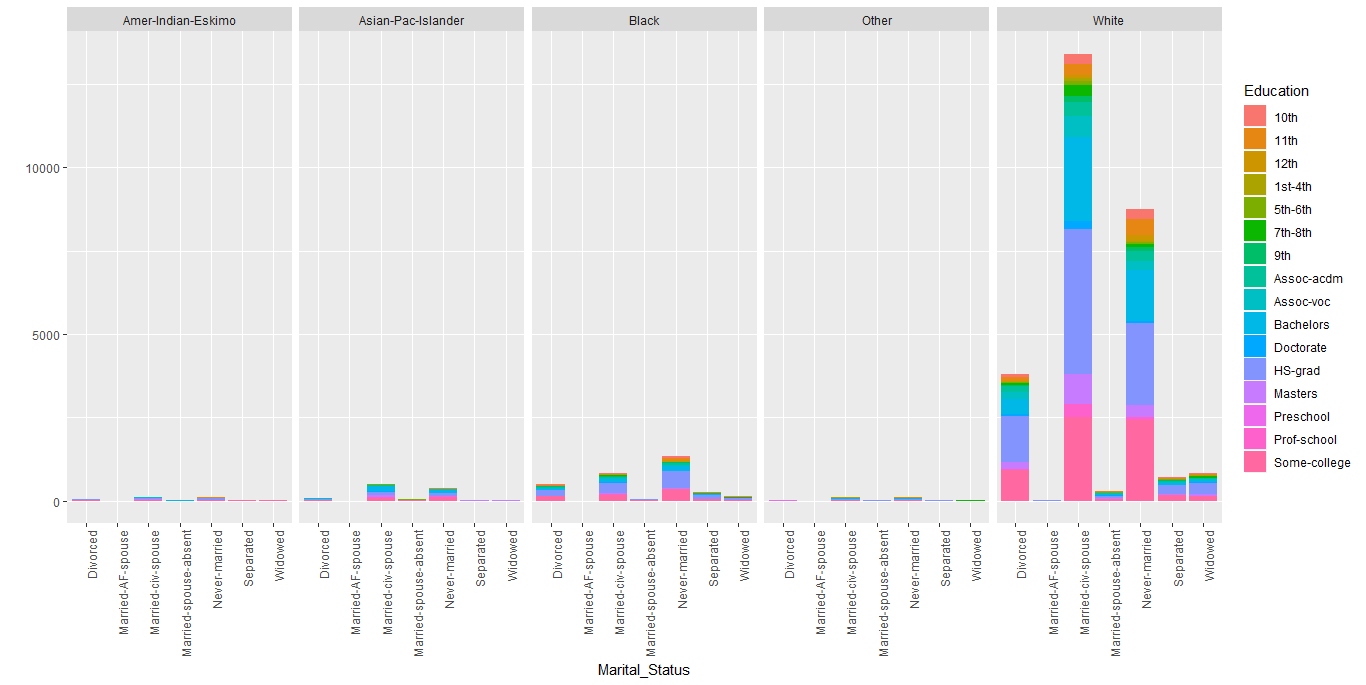 Amer-Indian-Eskimo
Asian-Pac-Islander
Black
Other
White
10000
5000
0
Divorced
Married-AF-spouse
Married-civ-spouse
Married-spouse-absent
Never-married
Separated
Widowed
Divorced
Married-AF-spouse
Married-civ-spouse
Married-spouse-absent
Never-married
Separated
Widowed
Divorced
Married-AF-spouse
Married-civ-spouse
Married-spouse-absent
Never-married
Separated
Widowed
Divorced
Married-AF-spouse
Married-civ-spouse
Married-spouse-absent
Never-married
Separated
Widowed
Divorced
Married-AF-spouse
Married-civ-spouse
Married-spouse-absent
Never-married
Separated
Widowed
Marital_Status
Education
10th
11th
12th
1st-4th
5th-6th
7th-8th
9th
Assoc-acdm
Assoc-voc
Bachelors
Doctorate
HS-grad
Masters
Preschool
Prof-school
Some-college